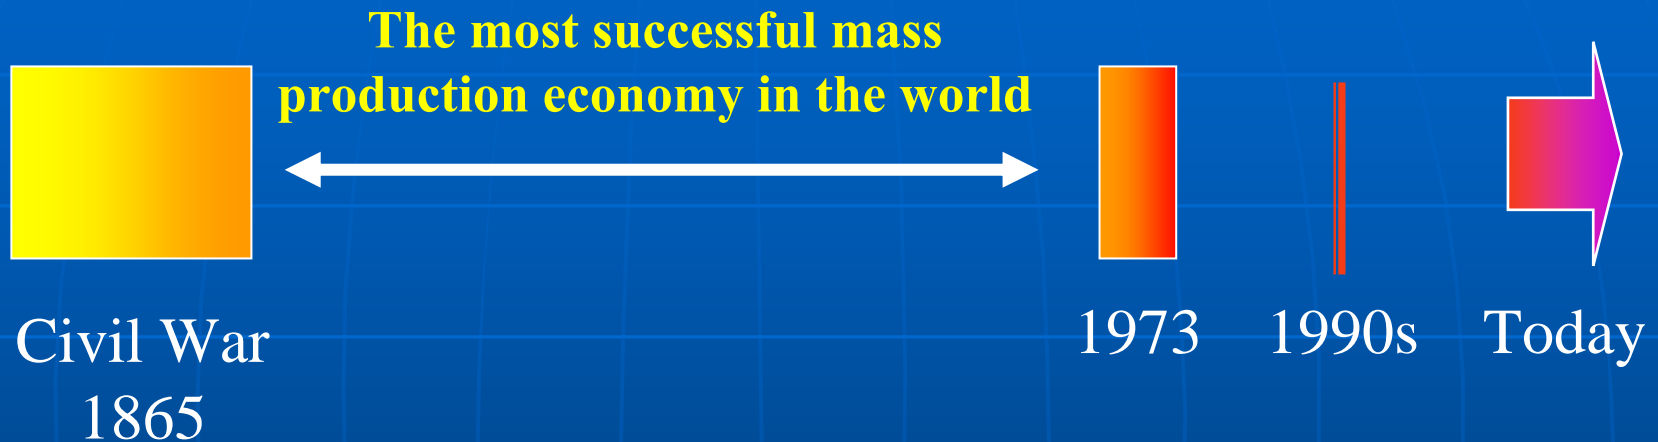 The most successful mass
production economy in the world
Civil War
1865
1973
1990s
Today